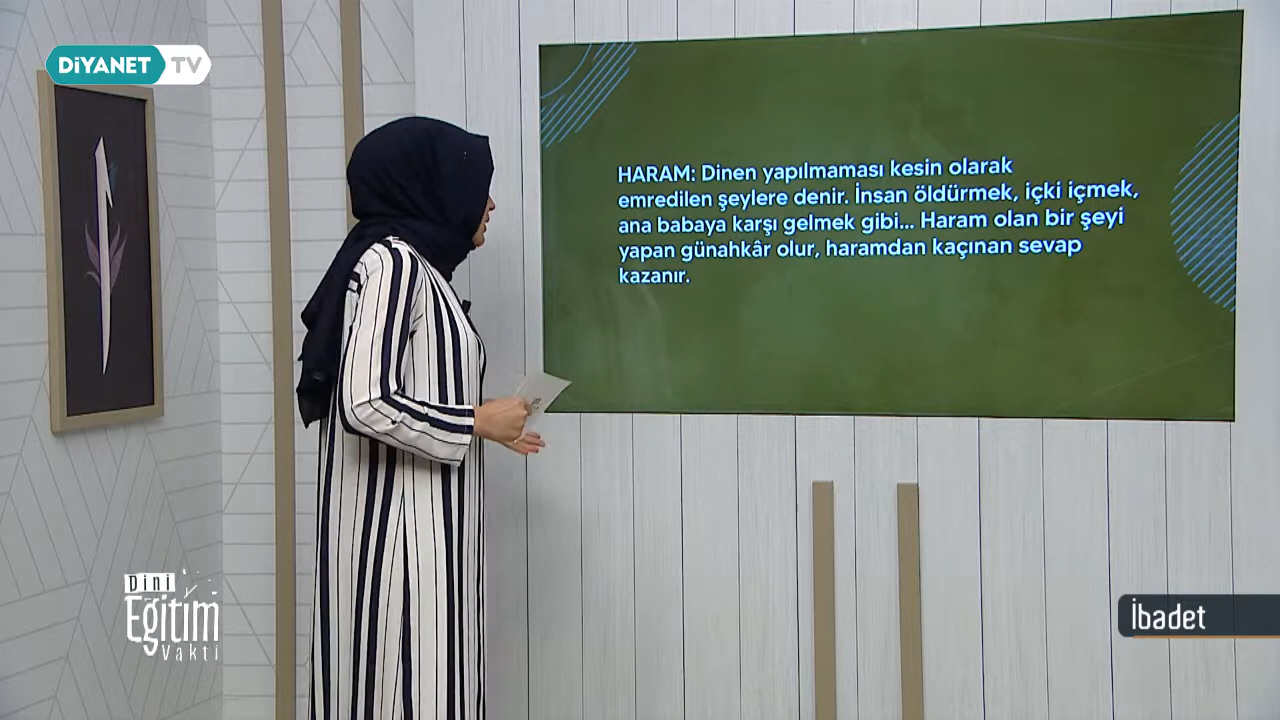 DİYANET TV
HARAM: Dinen yapılmaması kesin olarak
emredilen şeylere denir. İnsan öldürmek, içki içmek,
ana babaya karşı gelmek gibi... Haram olan bir şeyi
yapan günahkâr olur, haramdan kaçınan sevap
kazanır.
Dini
Eğitim
Vakti
İbadet